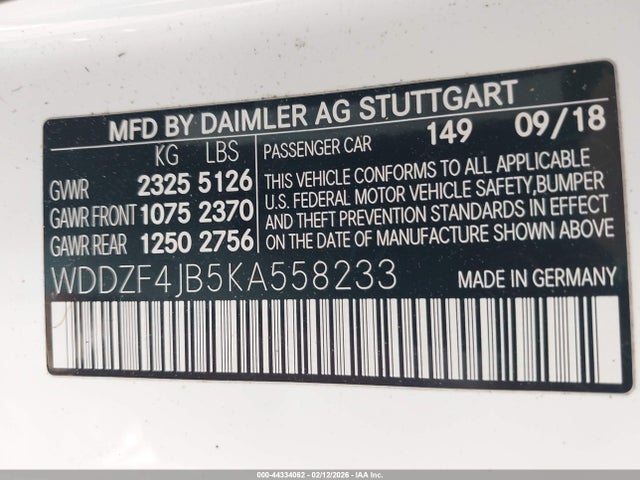 MFD BY DAIMLER AG STUTTGART
KG LBS
GVWR 2325 5126
GAWR FRONT 1075 2370
GAWR REAR 1250 2756
PASSENGER CAR 149 09/18
THIS VEHICLE CONFORMS TO ALL APPLICABLE
U.S. FEDERAL MOTOR VEHICLE SAFETY,BUMPER
AND THEFT PREVENTION STANDARDS IN EFFECT
ON THE DATE OF MANUFACTURE SHOWN ABOVE
WDDZF4JB5KA558233
MADE IN GERMANY
000-44334062 - 02/12/2026 - IAA Inc.